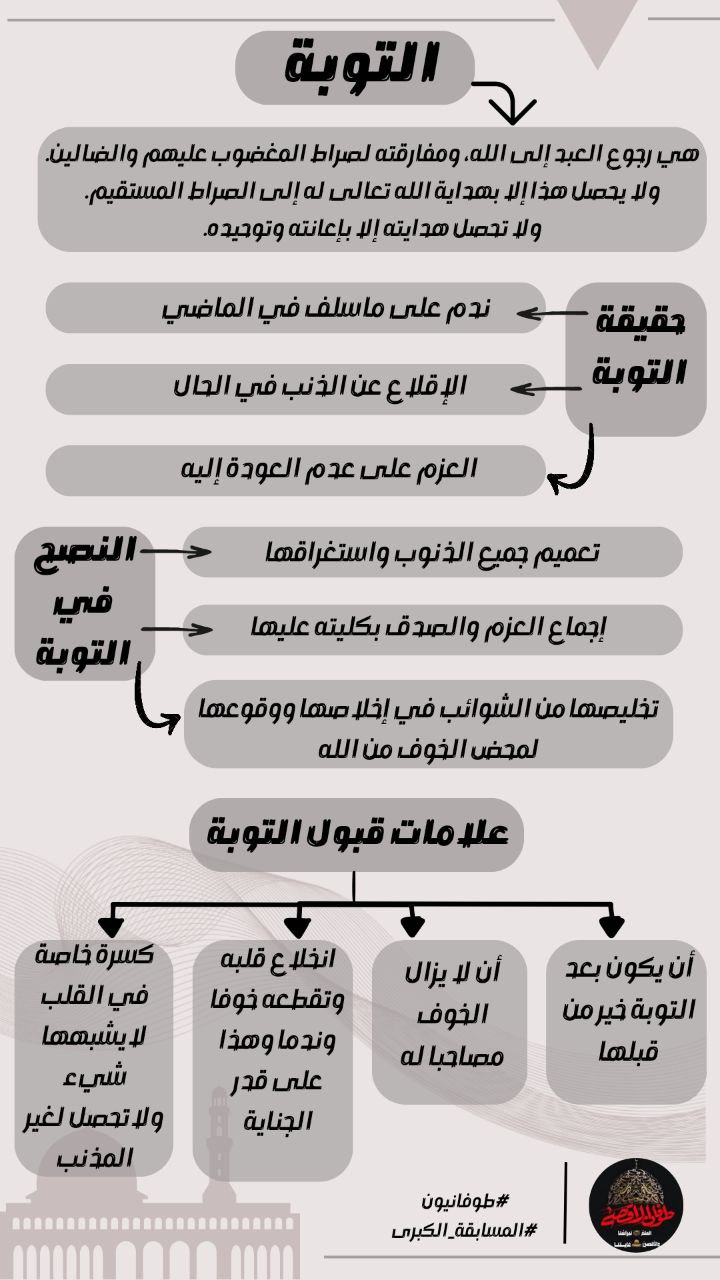 التوبة
هي رجوع العبد إلى الله، ومفارقته لصراط المغضوب عليهم والضالين.
ولا يحصل هذا إلا بهداية الله تعالى له إلى الصراط المستقيم.
ولا تحصل هدايته إلا بإعانته وتوحيده.
حقيقة
التوبة
ندم على ماسلف في الماضي
الإقلاع عن الذنب في الحال
العزم على عدم العودة إليه
النصح
في
التوبة
تعميم جميع الذنوب واستغراقها
إجماع العزم والصدق بكليته عليها
تخليصها من الشوائب في إخلاصها ووقوعها
لمحض الخوف من الله
علامات قبول التوبة
أن يكون بعد
التوبة خير من
قبلها
أن لا يزال
الخوف
مصاحبا له
انخلاع قلبه
وتقطعه خوفا
وندما وهذا
على قدر
الجناية
كسرة خاصة
في القلب
لايشبهها
شيء
ولا تحصل لغير
المذنب
#طوفانيون
#المسابقة_الكبرى
طوفان الأقصى